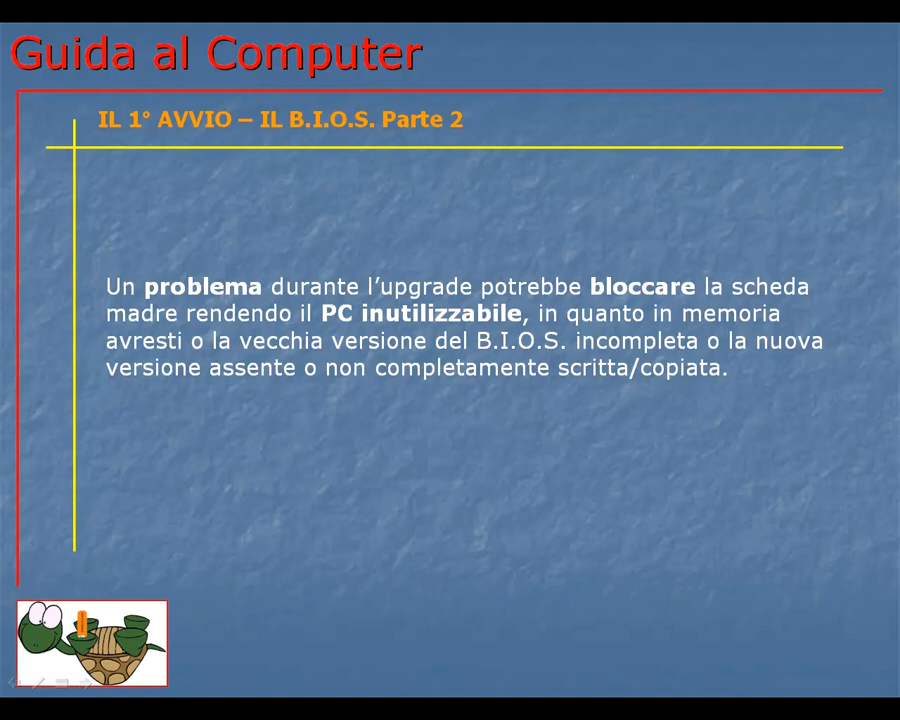 Guida al Computer
IL 1° AVVIO – IL B.I.O.S. Parte 2
Un problema durante l’upgrade potrebbe bloccare la scheda
madre rendendo il PC inutilizzabile, in quanto in memoria
avresti o la vecchia versione del B.I.O.S. incompleta o la nuova
versione assente o non completamente scritta/copiata.